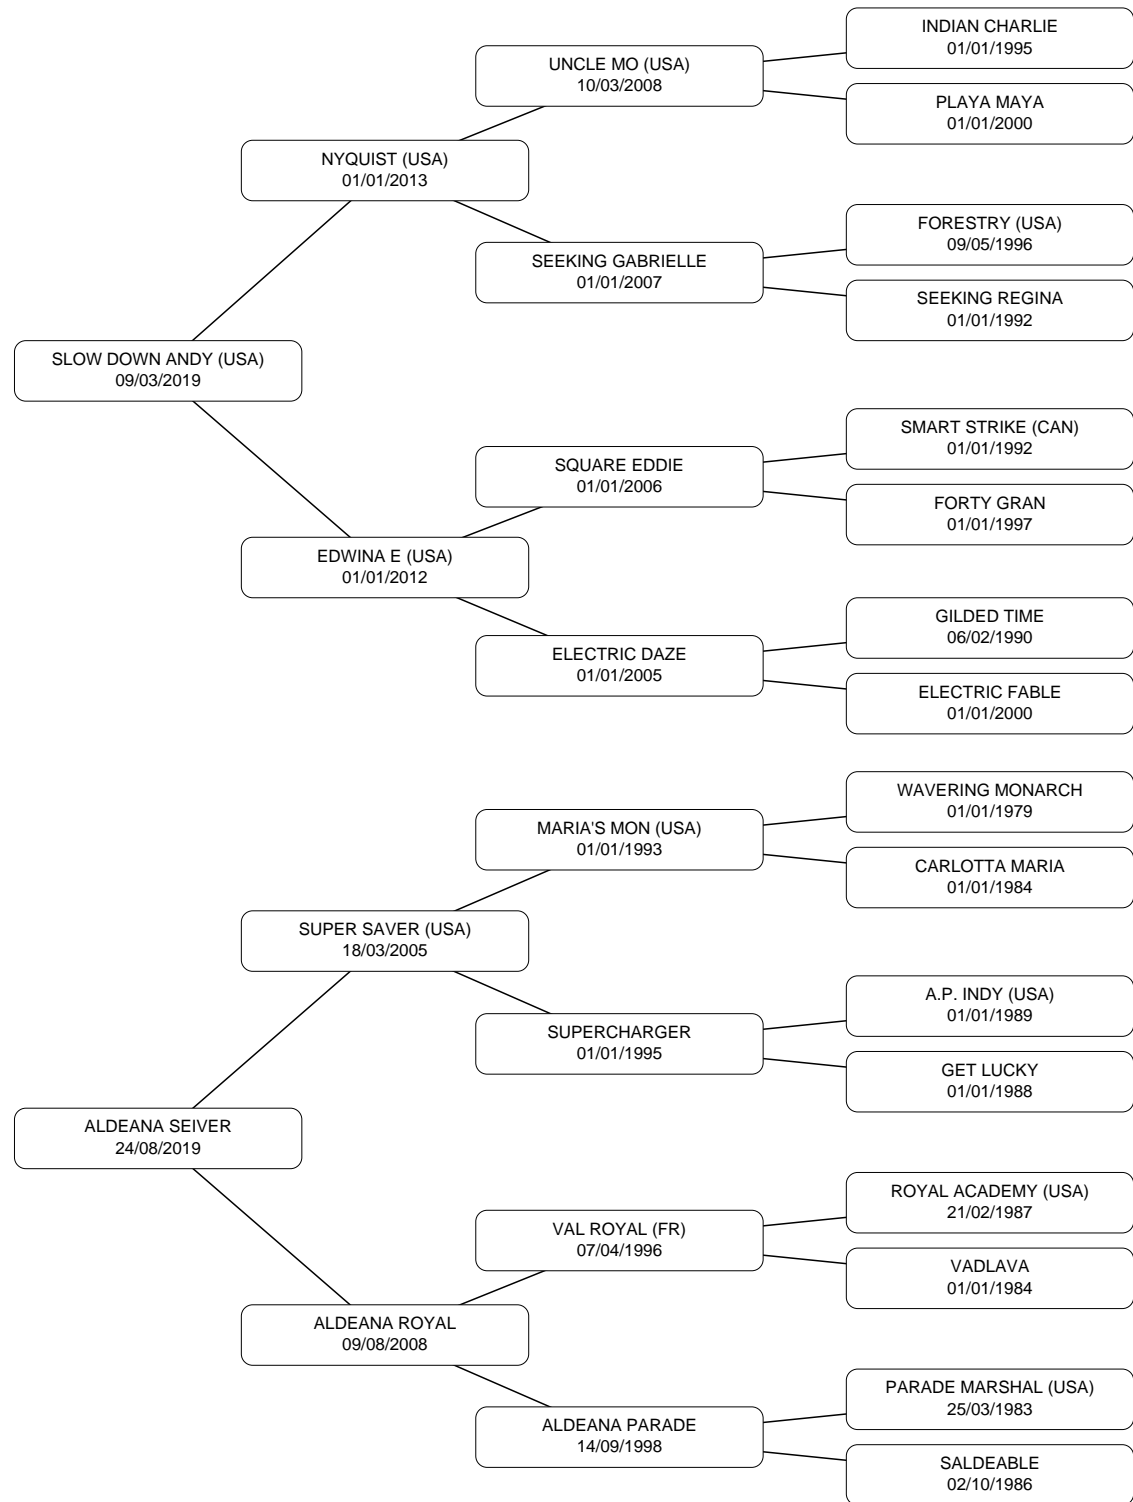 INDIAN CHARLIE
01/01/1995
UNCLE MO (USA)
10/03/2008
PLAYA MAYA
01/01/2000
NYQUIST (USA)
01/01/2013
FORESTRY (USA)
09/05/1996
SEEKING GABRIELLE
01/01/2007
SEEKING REGINA
01/01/1992
SLOW DOWN ANDY (USA)
09/03/2019
SMART STRIKE (CAN)
01/01/1992
SQUARE EDDIE
01/01/2006
FORTY GRAN
01/01/1997
EDWINA E (USA)
01/01/2012
GILDED TIME
06/02/1990
ELECTRIC DAZE
01/01/2005
ELECTRIC FABLE
01/01/2000
WAVERING MONARCH
01/01/1979
MARIA'S MON (USA)
01/01/1993
CARLOTTA MARIA
01/01/1984
SUPER SAVER (USA)
18/03/2005
A.P. INDY (USA)
01/01/1989
SUPERCHARGER
01/01/1995
GET LUCKY
01/01/1988
ALDEANA SEIVER
24/08/2019
ROYAL ACADEMY (USA)
21/02/1987
VAL ROYAL (FR)
07/04/1996
VADLAVA
01/01/1984
ALDEANA ROYAL
09/08/2008
PARADE MARSHAL (USA)
25/03/1983
ALDEANA PARADE
14/09/1998
SALDEABLE
02/10/1986